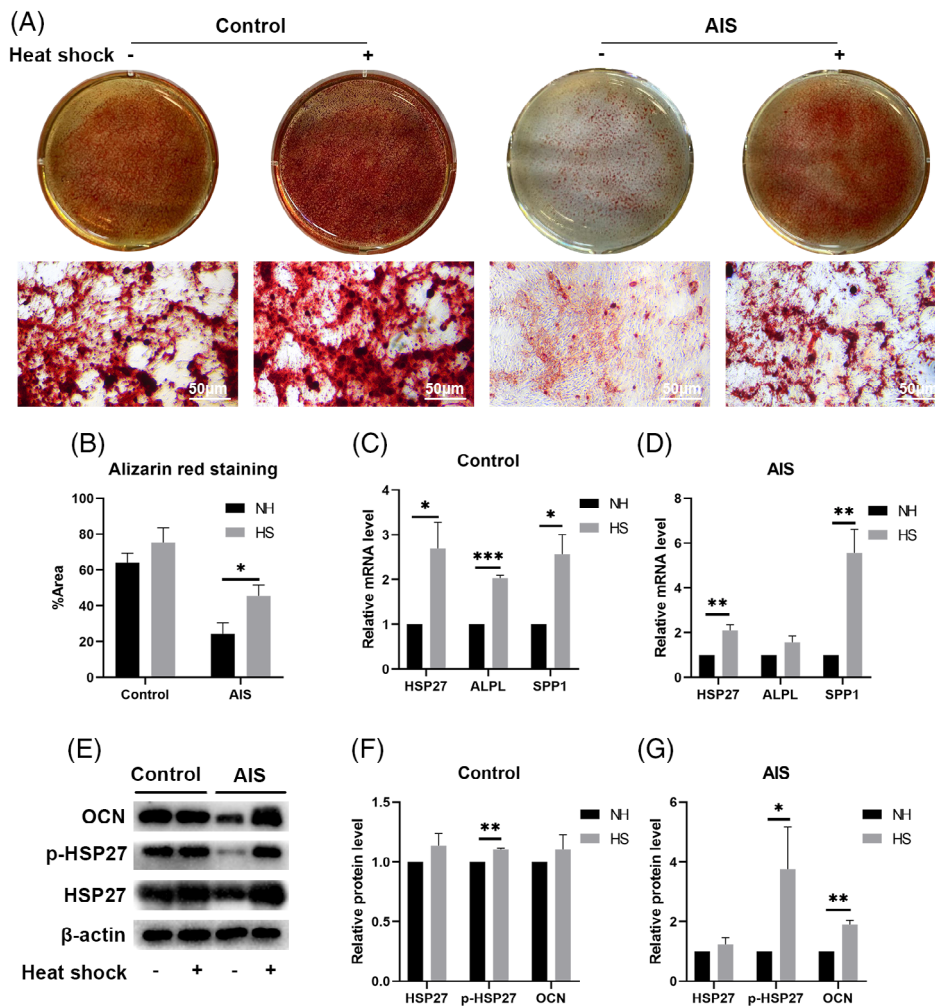 (A)
Control
AIS
Heat shock - + - +
50μm 50μm 50μm 50μm
(B)
Alizarin red staining
NH
HS
%Area
100
80
60
40
20
0
*
Control AIS
(C)
Control
NH
HS
Relative mRNA level
4
3
2
1
0
* *** *
HSP27 ALPL SPP1
(D)
AIS
NH
HS
Relative mRNA level
8
6
4
2
0
** **
HSP27 ALPL SPP1
(E)
Control AIS
OCN
p-HSP27
HSP27
β-actin
Heat shock - + - +
(F)
Control
NH
HS
Relative protein level
1.5
1.0
0.5
0.0
**
HSP27 p-HSP27 OCN
(G)
AIS
NH
HS
Relative protein level
6
4
2
0
* **
HSP27 p-HSP27 OCN